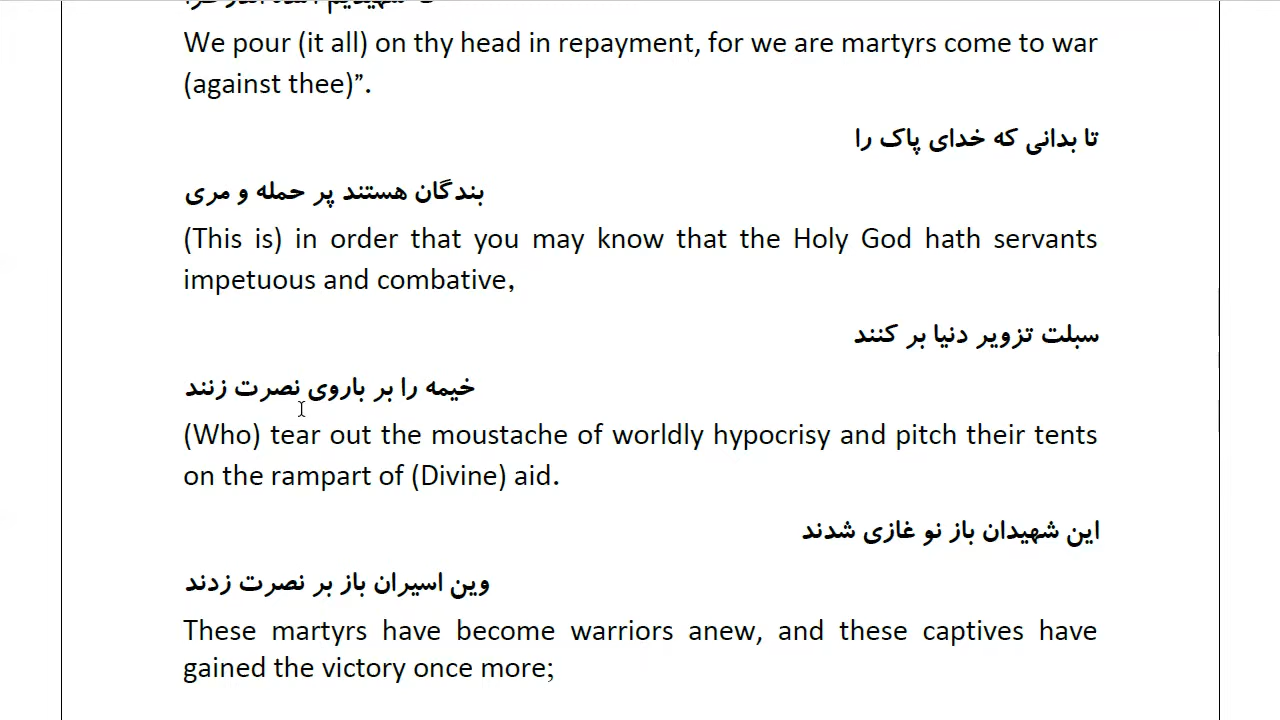 We pour (it all) on thy head in repayment, for we are martyrs come to war
(against thee)”.
تا بدانی که خدای پاک را
بندگان هستند پر حمله و مری
(This is) in order that you may know that the Holy God hath servants
impetuous and combative,
سبلت تزویر دنیا بر کنند
خیمه را بر باروی نصرت زنند
(Who) tear out the moustache of worldly hypocrisy and pitch their tents
on the rampart of (Divine) aid.
این شهیدان باز نو غازی شدند
وین اسیران باز بر نصرت زدند
These martyrs have become warriors anew, and these captives have
gained the victory once more;